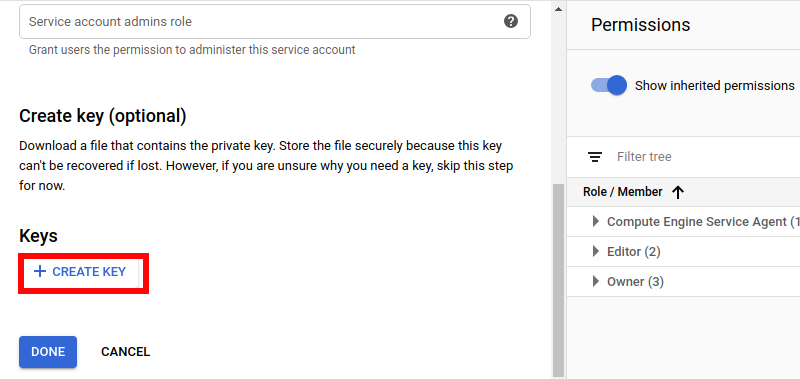 Service account admins role
Grant users the permission to administer this service account
Create key (optional)
Download a file that contains the private key. Store the file securely because this key
can't be recovered if lost. However, if you are unsure why you need a key, skip this step
for now.
Keys
+ CREATE KEY
DONE CANCEL
Permissions
Show inherited permissions
Filter tree
Role / Member
Compute Engine Service Agent (1
Editor (2)
Owner (3)